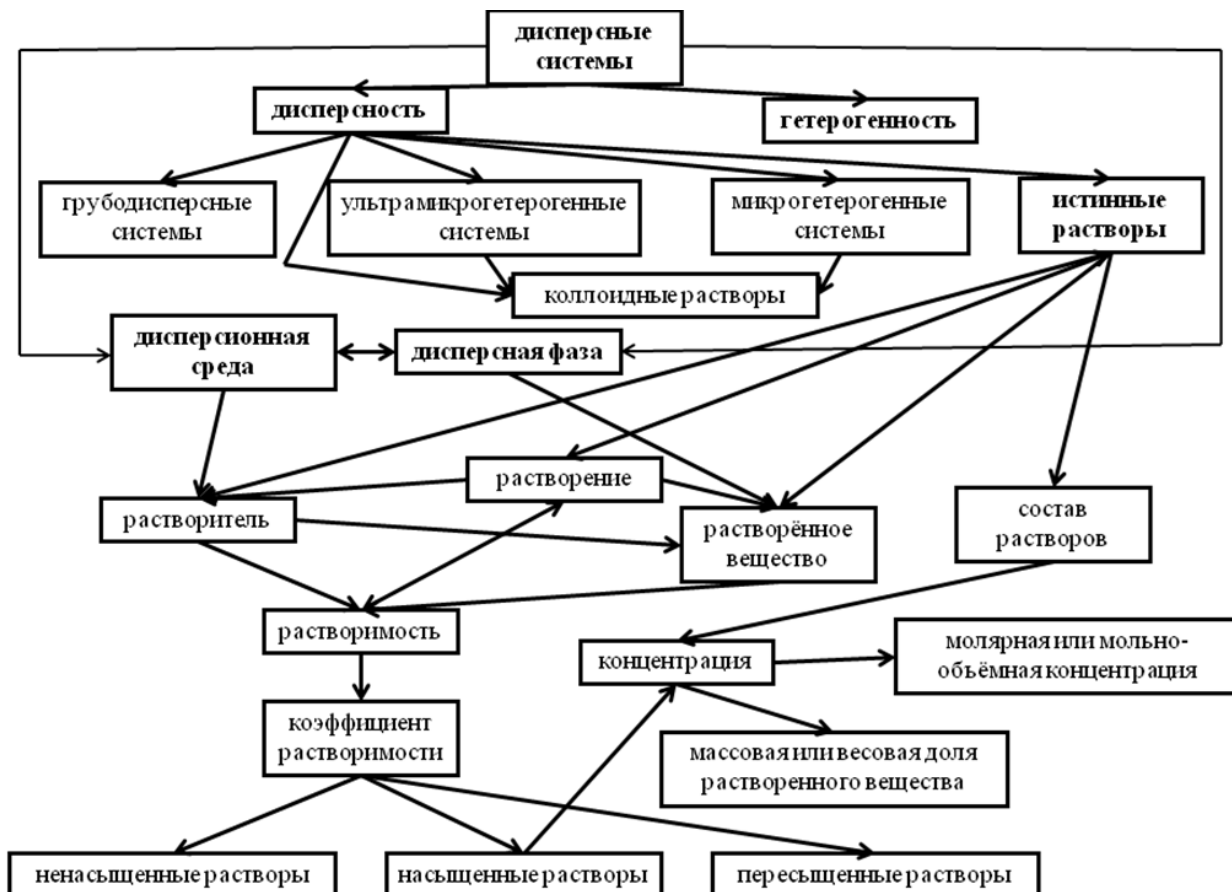 дисперсные
системы
дисперсность
гетерогенность
грубодисперсные
системы
ультрамикрогетерогенные
системы
микрогетерогенные
системы
истинные
растворы
коллоидные растворы
дисперсионная
среда
дисперсная фаза
растворение
растворитель
растворённое
вещество
состав
растворов
растворимость
концентрация
молярная или мольно-
объёмная концентрация
коэффициент
растворимости
массовая или весовая доля
растворенного вещества
ненасыщенные растворы
насыщенные растворы
пересыщенные растворы